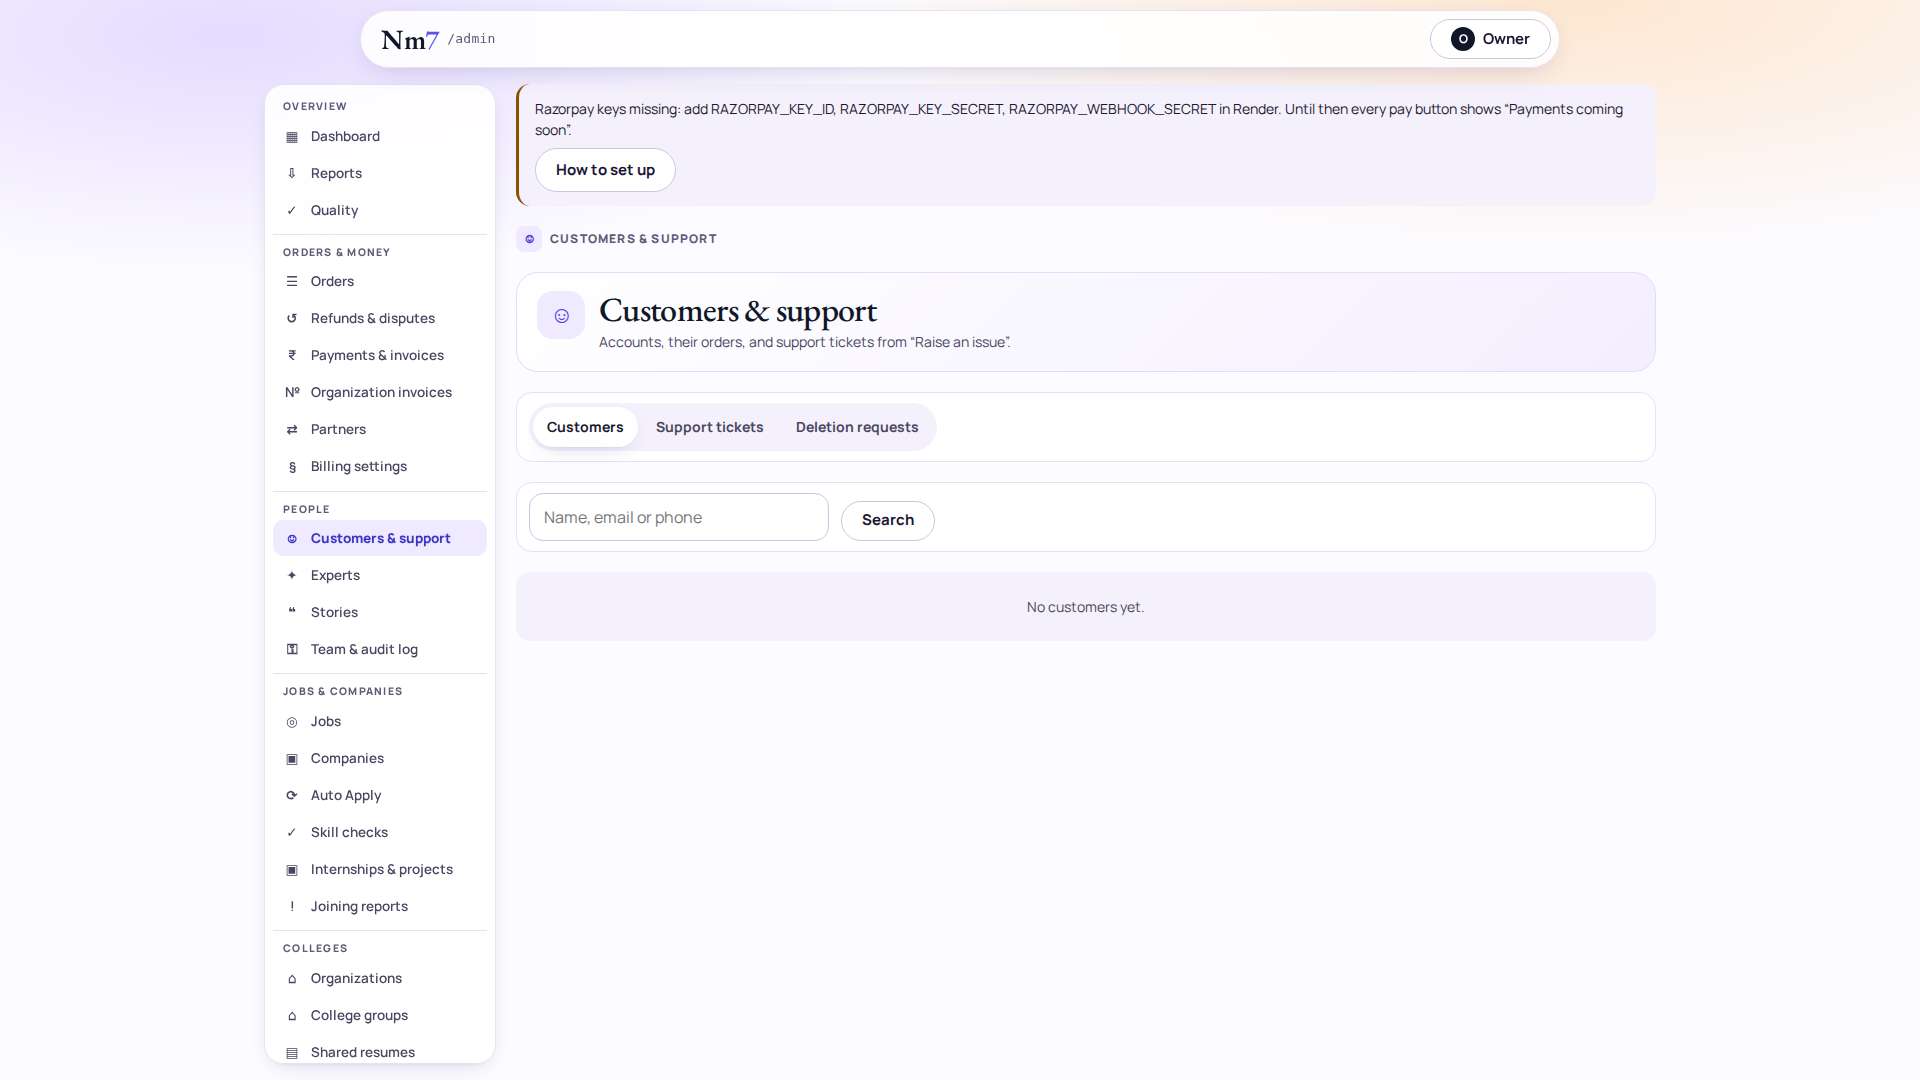 Nm7 /admin
O Owner
OVERVIEW
Dashboard
Reports
Quality
ORDERS & MONEY
Orders
Refunds & disputes
₹ Payments & invoices
Nº Organization invoices
Partners
§ Billing settings
PEOPLE
Customers & support
Experts
❝ Stories
Team & audit log
JOBS & COMPANIES
Jobs
Companies
Auto Apply
Skill checks
Internships & projects
! Joining reports
COLLEGES
Organizations
College groups
Shared resumes
Razorpay keys missing: add RAZORPAY_KEY_ID, RAZORPAY_KEY_SECRET, RAZORPAY_WEBHOOK_SECRET in Render. Until then every pay button shows “Payments coming
soon”.
How to set up
CUSTOMERS & SUPPORT
Customers & support
Accounts, their orders, and support tickets from “Raise an issue”.
Customers Support tickets Deletion requests
Name, email or phone Search
No customers yet.